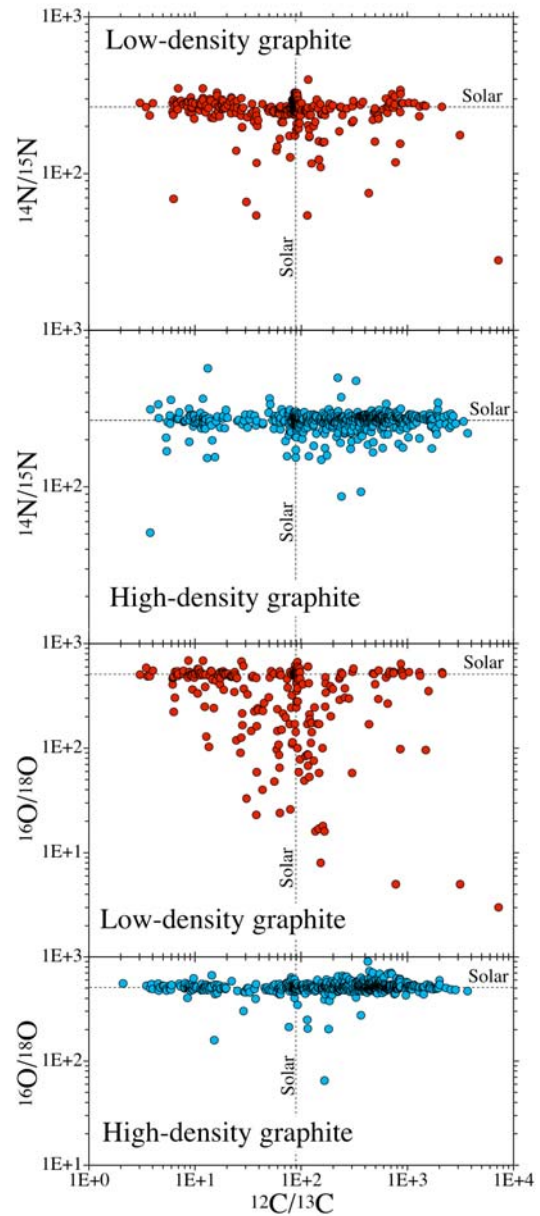 1E+3
Low-density graphite
Solar
¹⁴N/¹⁵N
1E+2
Solar
1E+3
Solar
¹⁴N/¹⁵N
1E+2
Solar
High-density graphite
1E+3
Solar
¹⁶O/¹⁸O
1E+2
1E+1
Solar
Low-density graphite
1E+3
Solar
¹⁶O/¹⁸O
1E+2
Solar
High-density graphite
1E+1
1E+0 1E+1 1E+2 1E+3 1E+4
¹²C/¹³C